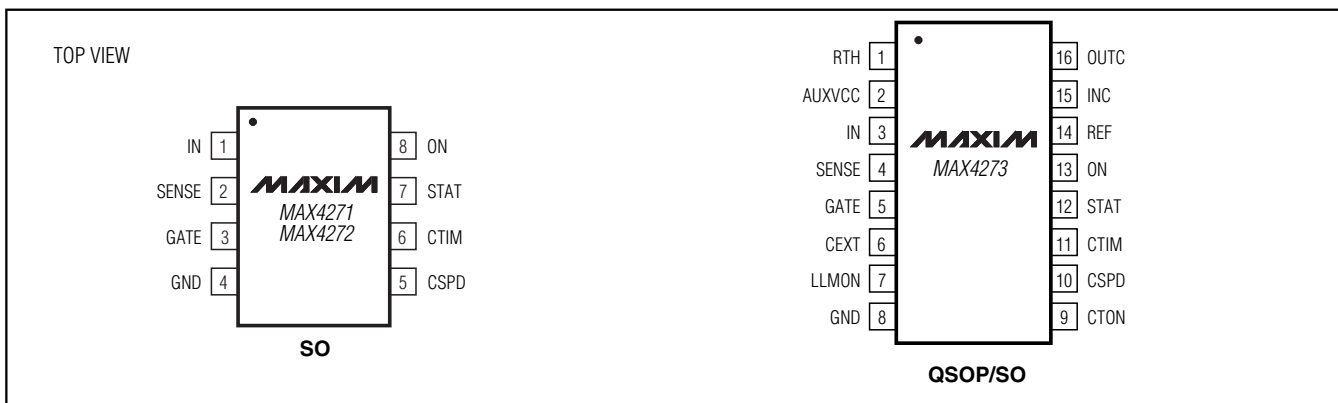 TOP VIEW
IN 1
SENSE 2
GATE 3
GND 4
8 ON
7 STAT
6 CTIM
5 CSPD
MAXIM
MAX4271
MAX4272
SO
RTH 1
AUXVCC 2
IN 3
SENSE 4
GATE 5
CEXT 6
LLMON 7
GND 8
16 OUTC
15 INC
14 REF
13 ON
12 STAT
11 CTIM
10 CSPD
9 CTON
MAXIM
MAX4273
QSOP/SO